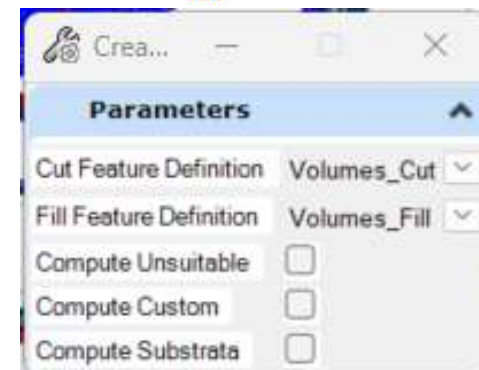 Crea...
Parameters
Cut Feature Definition Volumes_Cut
Fill Feature Definition Volumes_Fill
Compute Unsuitable
Compute Custom
Compute Substrata